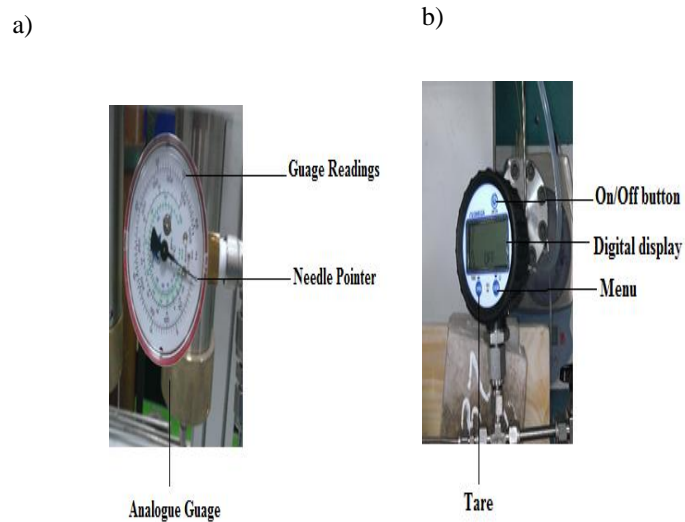 a)
b)
Guage Readings
Needle Pointer
Analogue Guage
On/Off button
Digital display
Menu
Tare